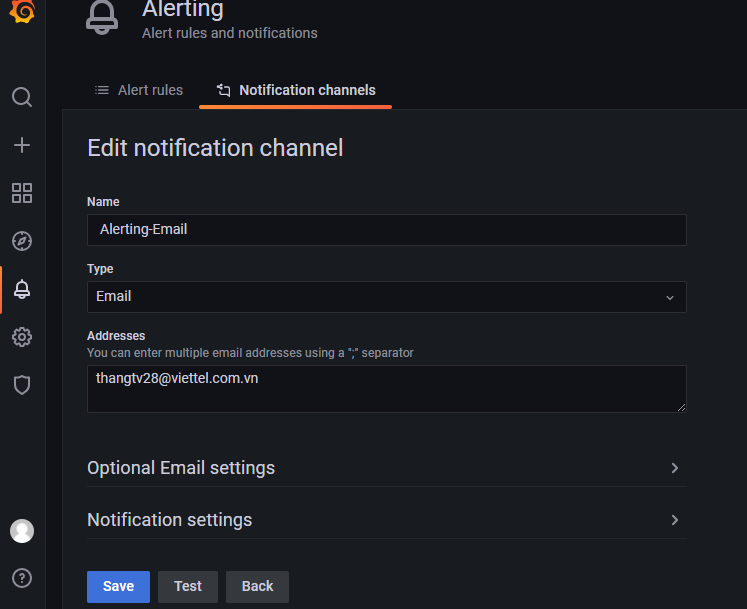 Alerting
Alert rules and notifications
Alert rules Notification channels
Edit notification channel
Name
Alerting-Email
Type
Email
Addresses
You can enter multiple email addresses using a ";" separator
thangtv28@viettel.com.vn
Optional Email settings
Notification settings
Save Test Back